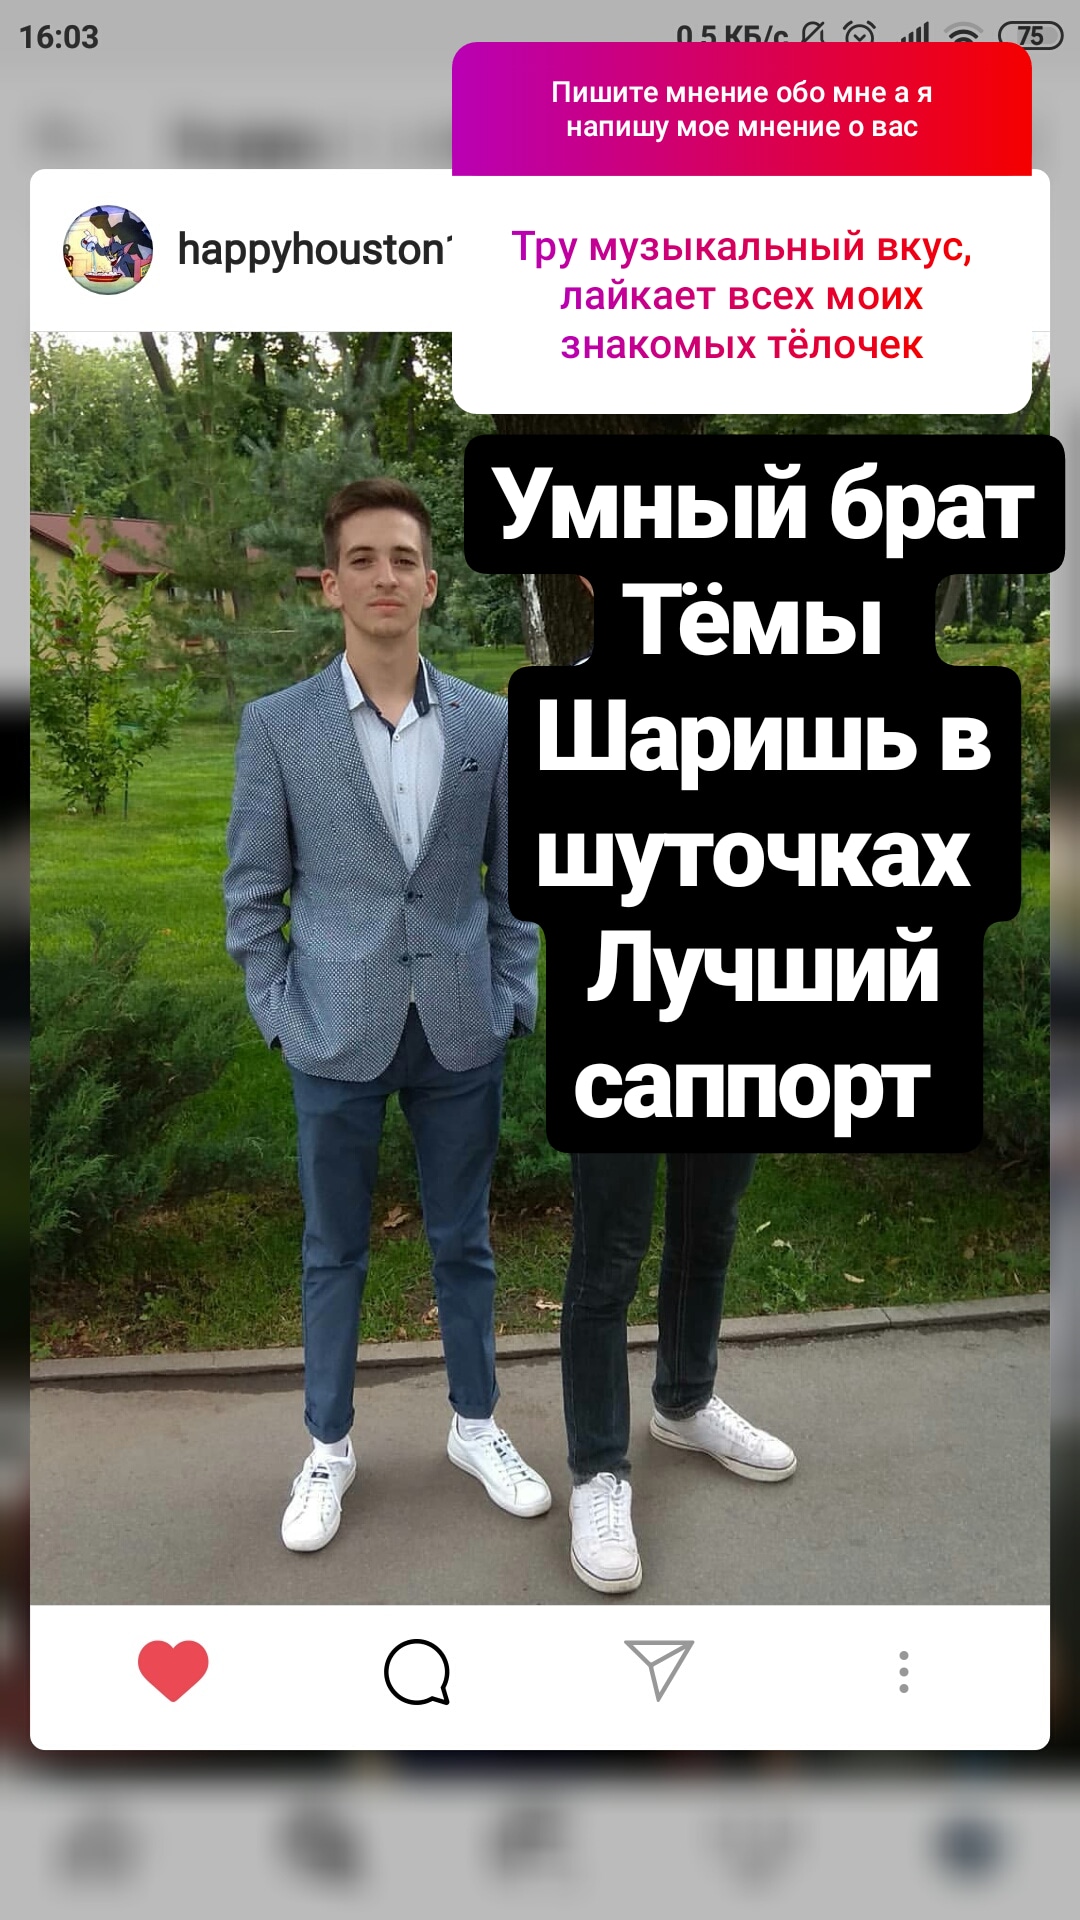 16:03
0,5 КБ/с
75
Пишите мнение обо мне а я
напишу мое мнение о вас
happyhouston
Тру музыкальный вкус,
лайкает всех моих
знакомых тёлочек
Умный брат
Тёмы
Шаришь в
шуточках
Лучший
саппорт